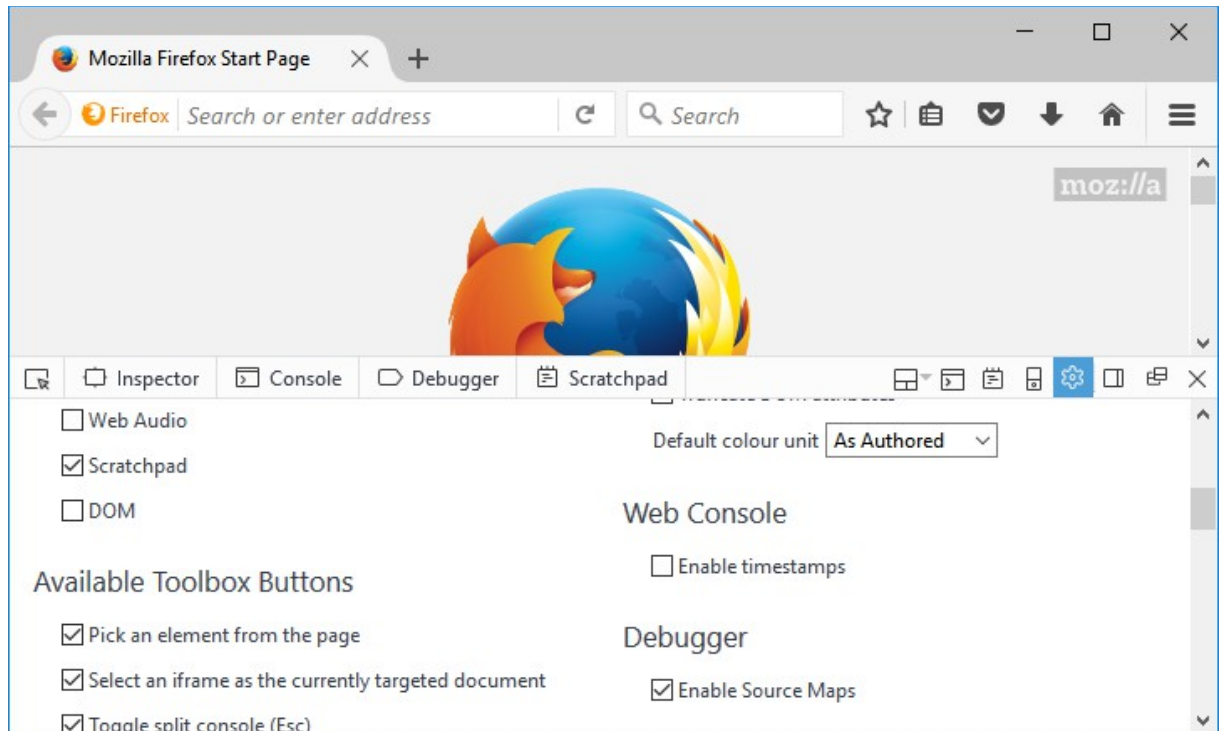 Mozilla Firefox Start Page
Firefox Search or enter address
Search
moz://a
Inspector Console Debugger Scratchpad
Web Audio
Scratchpad
DOM
Available Toolbox Buttons
Pick an element from the page
Select an iframe as the currently targeted document
Toggle split console (Esc)
Default colour unit As Authored
Web Console
Enable timestamps
Debugger
Enable Source Maps